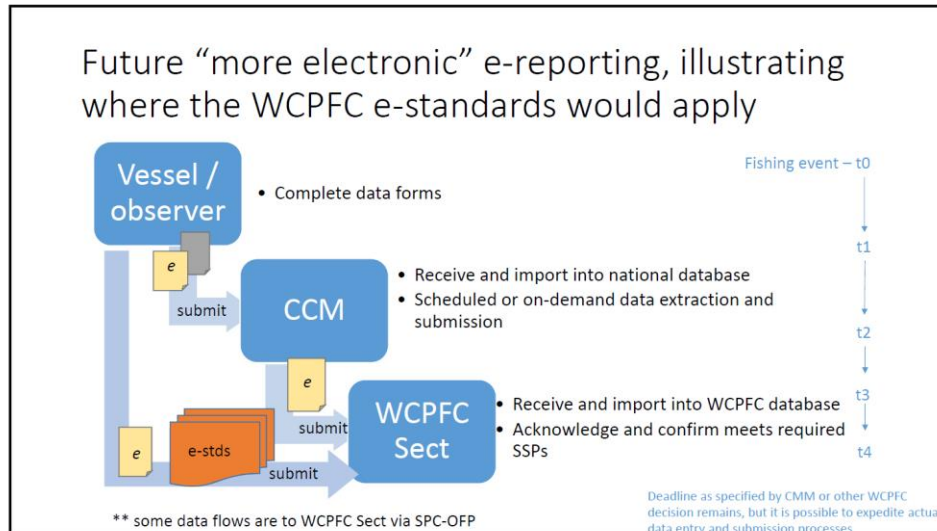 Future “more electronic” e-reporting, illustrating
where the WCPFC e-standards would apply
Vessel /
observer
• Complete data forms
Fishing event – t0
t1
e
submit
CCM
• Receive and import into national database
• Scheduled or on-demand data extraction and
submission
t2
e
submit
WCPFC
Sect
• Receive and import into WCPFC database
• Acknowledge and confirm meets required
SSPs
t3
t4
e
e-stds
submit
** some data flows are to WCPFC Sect via SPC-OFP
Deadline as specified by CMM or other WCPFC
decision remains, but it is possible to expedite actua
data entry and submission processes